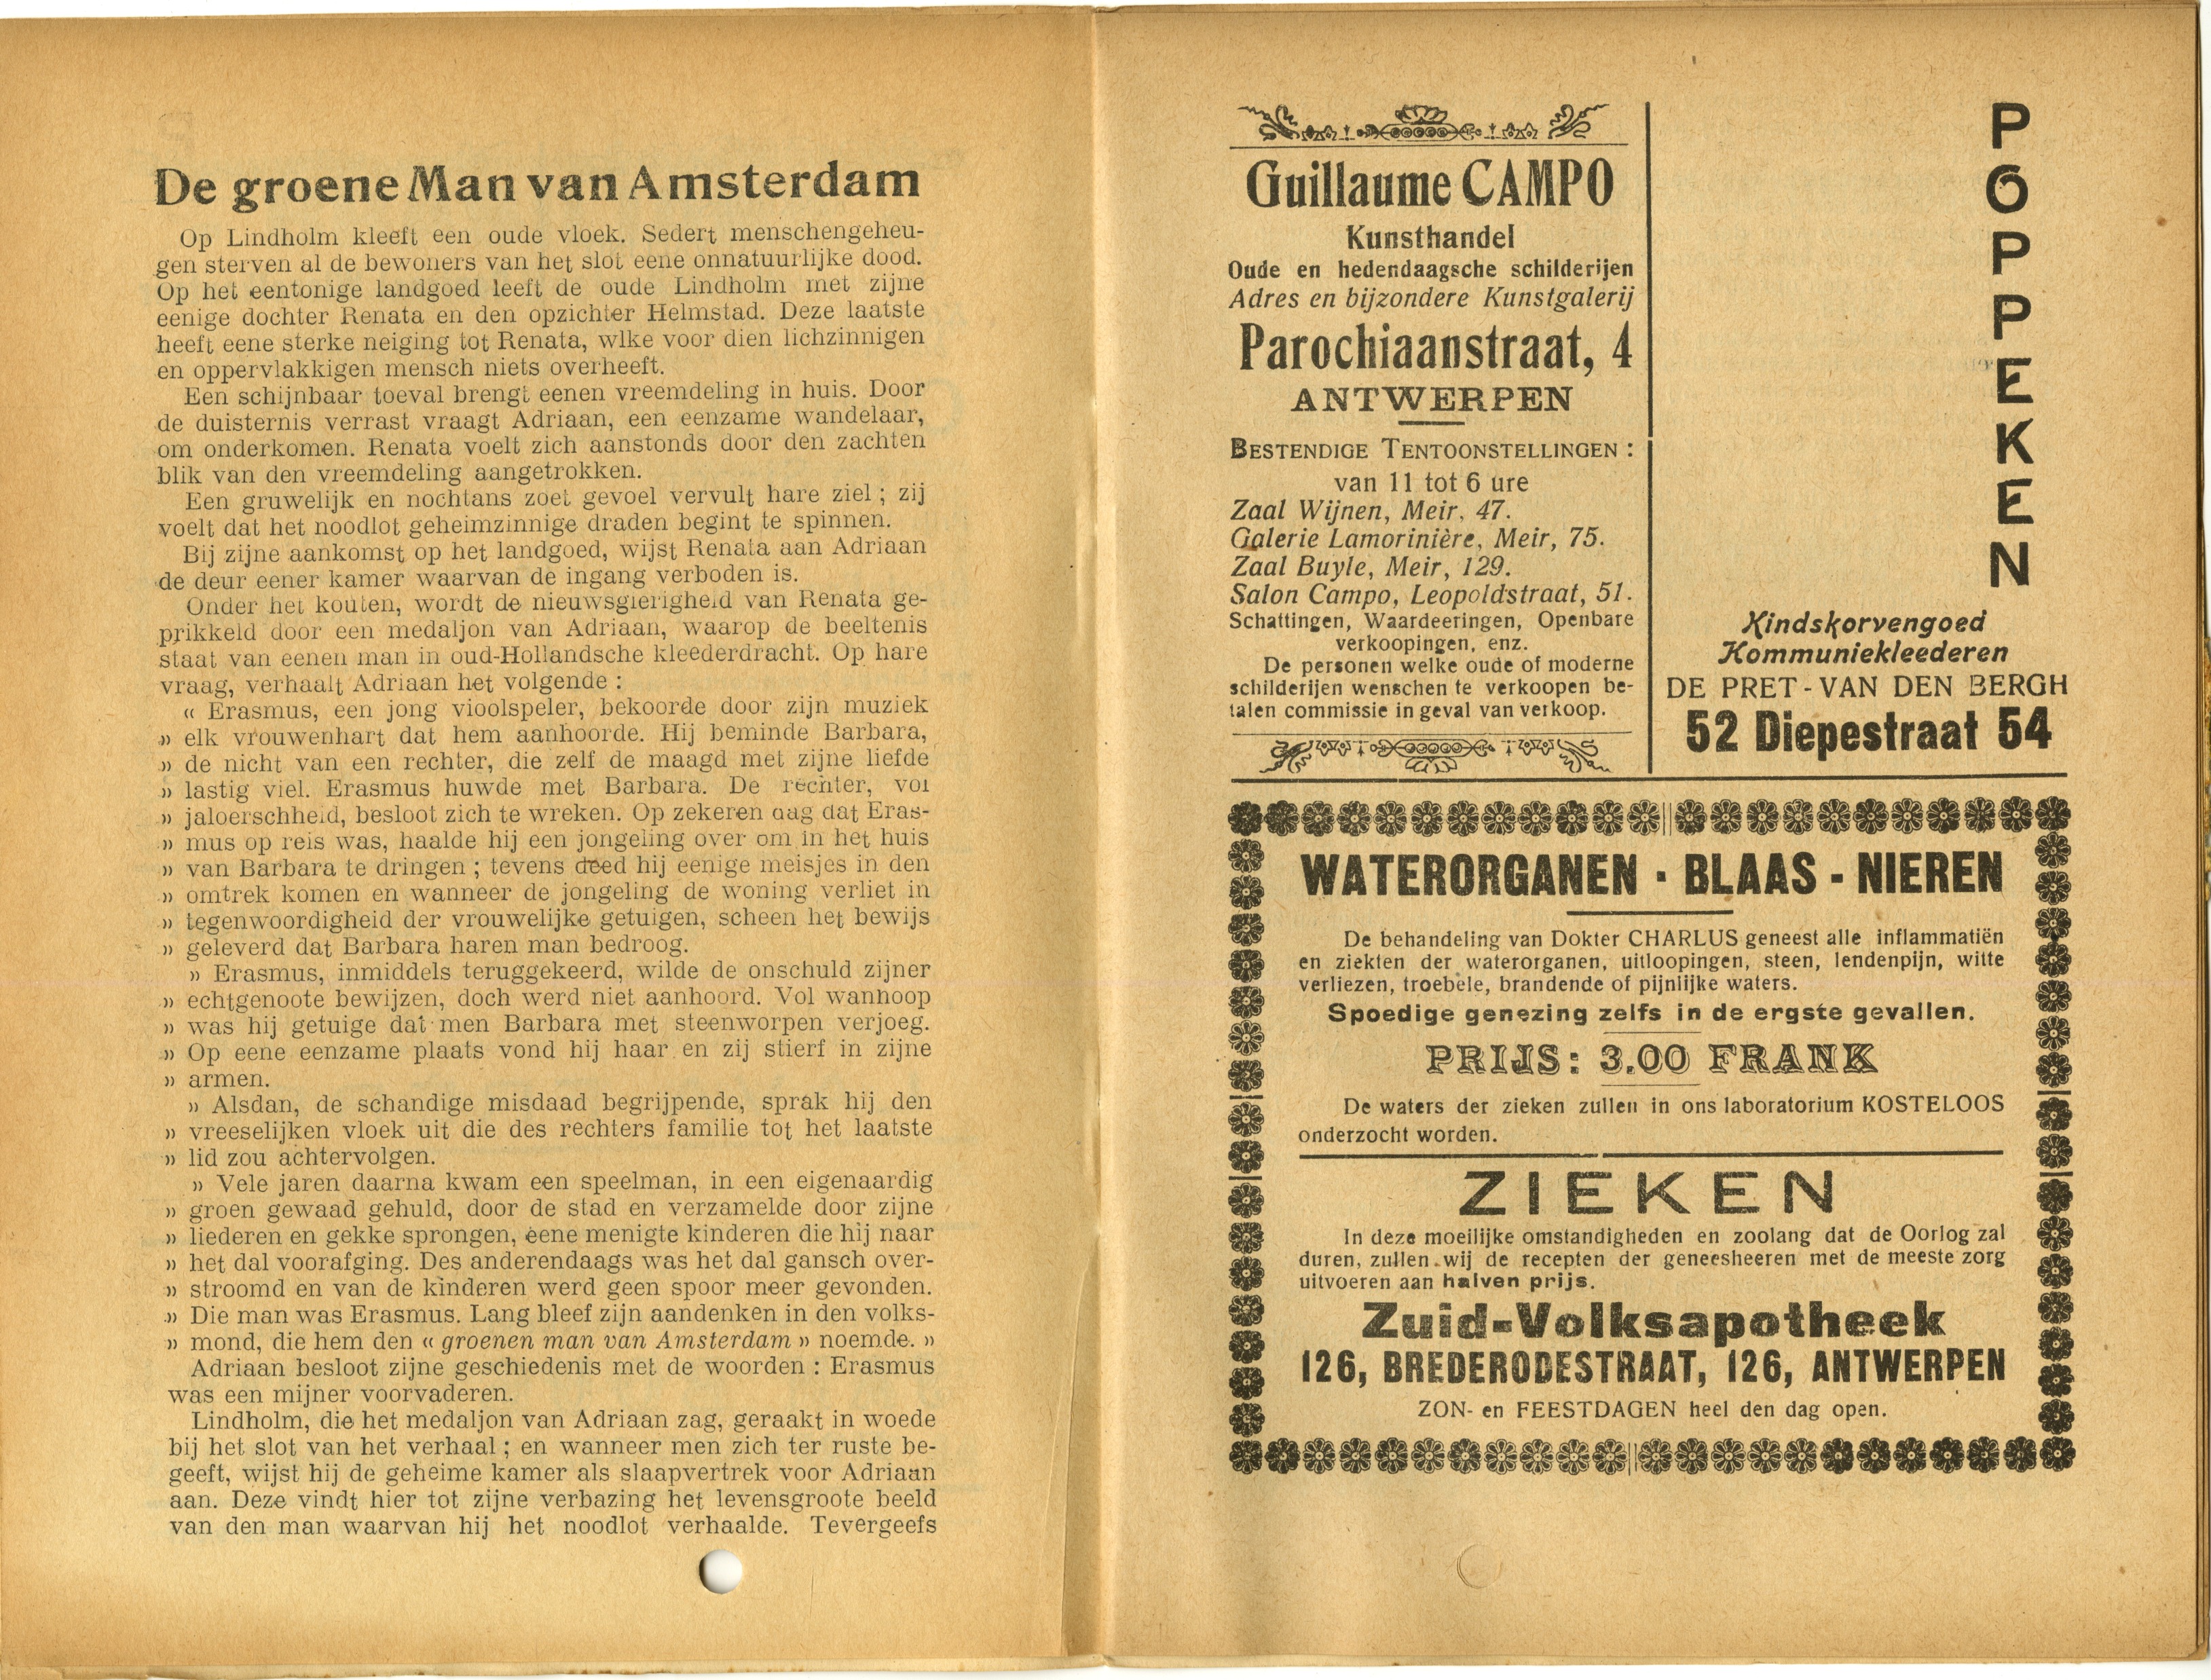 De groene Man van Amsterdam
Op Lindholm kleeft een oude vloek. Sedert menschengeheu-
gen sterven al de bewoners van het slot eene onnatuurlijke dood.
Op het eentonige landgoed leeft de oude Lindholm met zijne
eenige dochter Renata en den opzichter Helmstad. Deze laatste
heeft eene sterke neiging tot Renata, wlke voor dien lichzinnigen
en oppervlakkigen mensch niets overheeft.
Een schijnbaar toeval brengt eenen vreemdeling in huis. Door
de duisternis verrast vraagt Adriaan, een eenzame wandelaar,
om onderkomen. Renata voelt zich aanstonds door den zachten
blik van den vreemdeling aangetrokken.
Een gruwelijk en nochtans zoet gevoel vervult hare ziel ; zij
voelt dat het noodlot geheimzinnige draden begint te spinnen.
Bij zijne aankomst op het landgoed, wijst Renata aan Adriaan
de deur eener kamer waarvan de ingang verboden is.
Onder het kouten, wordt de nieuwsgierigheid van Renata ge-
prikkeld door een medaljon van Adriaan, waarop de beeltenis
staat van eenen man in oud-Hollandsche kleederdracht. Op hare
vraag, verhaalt Adriaan het volgende :
« Erasmus, een jong vioolspeler, bekoorde door zijn muziek
» elk vrouwenhart dat hem aanhoorde. Hij beminde Barbara,
» de nicht van een rechter, die zelf de maagd met zijne liefde
» lastig viel. Erasmus huwde met Barbara. De rechter, vol
» jaloerschheid, besloot zich te wreken. Op zekeren dag dat Eras-
» mus op reis was, haalde hij een jongeling over om in het huis
» van Barbara te dringen ; tevens deed hij eenige meisjes in den
» omtrek komen en wanneer de jongeling de woning verliet in
» tegenwoordigheid der vrouwelijke getuigen, scheen het bewijs
» geleverd dat Barbara haren man bedroog.
» Erasmus, inmiddels teruggekeerd, wilde de onschuld zijner
» echtgenoote bewijzen, doch werd niet aanhoord. Vol wanhoop
» was hij getuige dat men Barbara met steenworpen verjoeg.
» Op eene eenzame plaats vond hij haar en zij stierf in zijne
» armen.
» Alsdan, de schandige misdaad begrijpende, sprak hij den
» vreeselijken vloek uit die des rechters familie tot het laatste
» lid zou achtervolgen.
» Vele jaren daarna kwam een speelman, in een eigenaardig
» groen gewaad gehuld, door de stad en verzamelde door zijne
» liederen en gekke sprongen, eene menigte kinderen die hij naar
» het dal voorafging. Des anderendaags was het dal gansch over-
» stroomd en van de kinderen werd geen spoor meer gevonden.
» Die man was Erasmus. Lang bleef zijn aandenken in den volks-
» mond, die hem den « groenen man van Amsterdam » noemde. »
Adriaan besloot zijne geschiedenis met de woorden : Erasmus
was een mijner voorvaderen.
Lindholm, die het medaljon van Adriaan zag, geraakt in woede
bij het slot van het verhaal ; en wanneer men zich ter ruste be-
geeft, wijst hij de geheime kamer als slaapvertrek voor Adriaan
aan. Deze vindt hier tot zijne verbazing het levensgroote beeld
van den man waarvan hij het noodlot verhaalde. Tevergeefs
Guillaume CAMPO
Kunsthandel
Oude en hedendaagsche schilderijen
Adres en bijzondere Kunstgalerij
Parochiaanstraat, 4
ANTWERPEN
BESTENDIGE TENTOONSTELLINGEN :
van 11 tot 6 ure
Zaal Wijnen, Meir, 47.
Galerie Lamorinière, Meir, 75.
Zaal Buyle, Meir, 129.
Salon Campo, Leopoldstraat, 51.
Schattingen, Waardeeringen, Openbare
verkoopingen, enz.
De personen welke oude of moderne
schilderijen wenschen te verkoopen be-
talen commissie in geval van verkoop.
POPPEKEN
Kindskorvengoed
Kommuniekleederen
DE PRET - VAN DEN BERGH
52 Diepestraat 54
WATERORGANEN · BLAAS - NIEREN
De behandeling van Dokter CHARLUS geneest alle inflammatiën
en ziekten der waterorganen, uitloopingen, steen, lendenpijn, witte
verliezen, troebele, brandende of pijnlijke waters.
Spoedige genezing zelfs in de ergste gevallen.
PRIJS: 3.00 FRANK
De waters der zieken zullen in ons laboratorium KOSTELOOS
onderzocht worden.
ZIEKEN
In deze moeilijke omstandigheden en zoolang dat de Oorlog zal
duren, zullen wij de recepten der geneesheeren met de meeste zorg
uitvoeren aan halven prijs.
Zuid-Volksapotheek
126, BREDERODESTRAAT, 126, ANTWERPEN
ZON- en FEESTDAGEN heel den dag open.